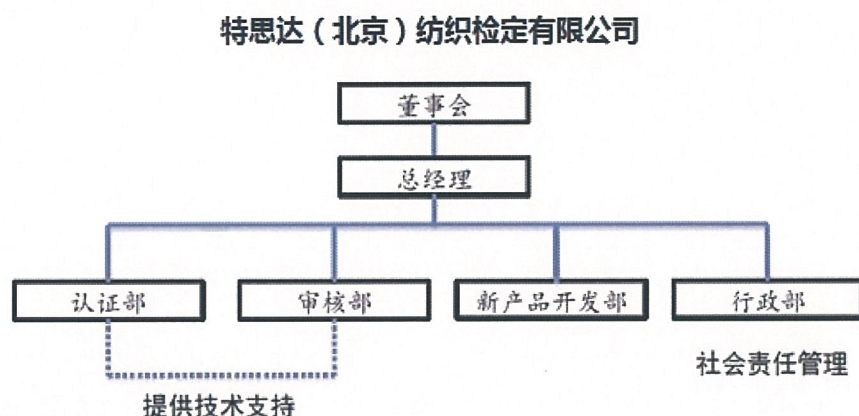 特思达（北京）纺织检定有限公司
董事会
总经理
认证部
审核部
新产品开发部
行政部
社会责任管理
提供技术支持